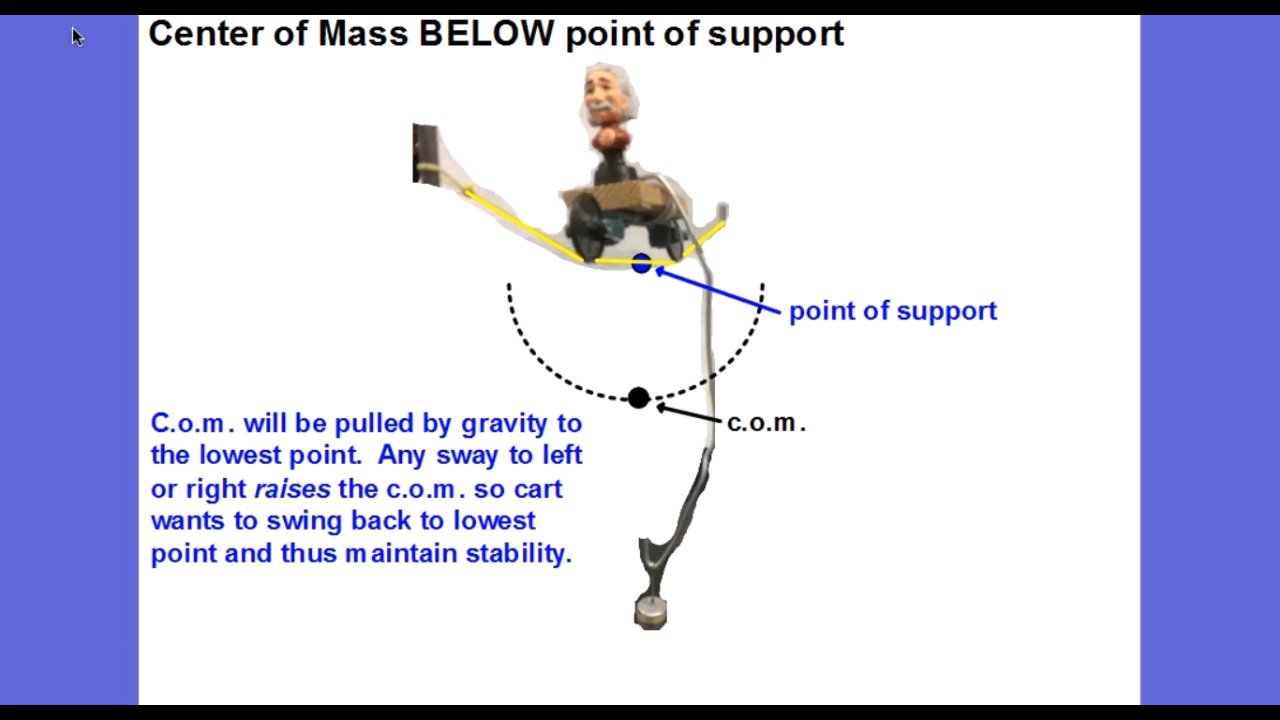 Center of Mass BELOW point of support
point of support
c.o.m.
C.o.m. will be pulled by gravity to
the lowest point.  Any sway to left
or right raises the c.o.m. so cart
wants to swing back to lowest
point and thus maintain stability.